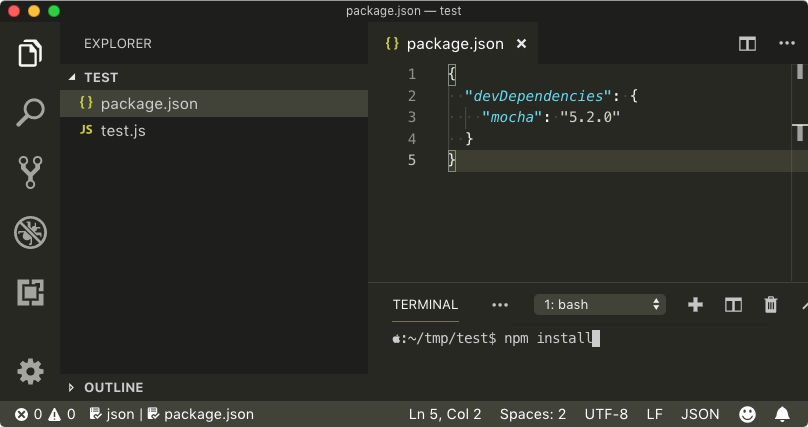 package.json — test
EXPLORER
TEST
{} package.json
JS test.js
OUTLINE
{} package.json ×
1 {
2 "devDependencies": {
3 "mocha": "5.2.0"
4 }
5 }
TERMINAL ••• 1: bash
:~/tmp/test$ npm install
0 0 json | package.json Ln 5, Col 2 Spaces: 2 UTF-8 LF JSON